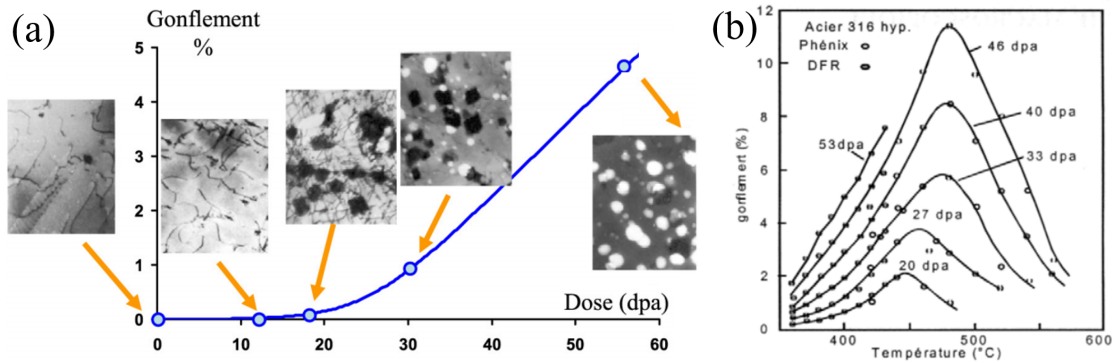 (a)
Gonflement
%
5
4
3
2
1
0
0 10 20 30 40 50 60
Dose (dpa)
(b)
12
10
8
6
4
2
0
gonflement (%)
Acier 316 hyp.
Phénix
DFR
46 dpa
40 dpa
53dpa
33 dpa
27 dpa
20 dpa
400 500 600
Température (°C)